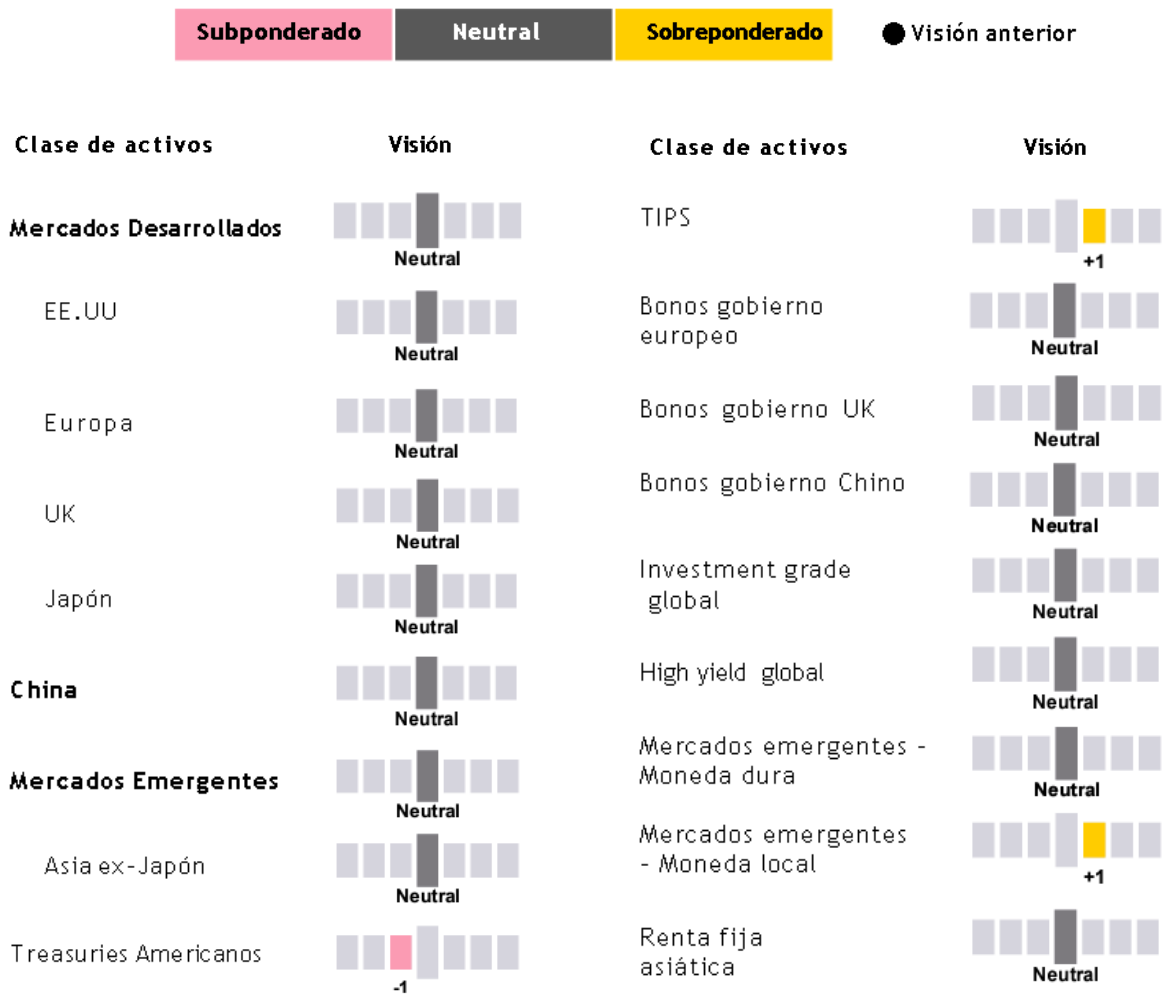 Subponderado Neutral Sobreponderado Visión anterior
Clase de activos Visión
Mercados Desarrollados
Neutral
EE.UU
Neutral
Europa
Neutral
UK
Neutral
Japón
Neutral
China
Neutral
Mercados Emergentes
Neutral
Asia ex-Japón
Neutral
Treasuries Americanos
-1
Clase de activos Visión
TIPS
+1
Bonos gobierno
europeo
Neutral
Bonos gobierno UK
Neutral
Bonos gobierno Chino
Neutral
Investment grade
global
Neutral
High yield global
Neutral
Mercados emergentes -
Moneda dura
Neutral
Mercados emergentes
- Moneda local
+1
Renta fija
asiática
Neutral